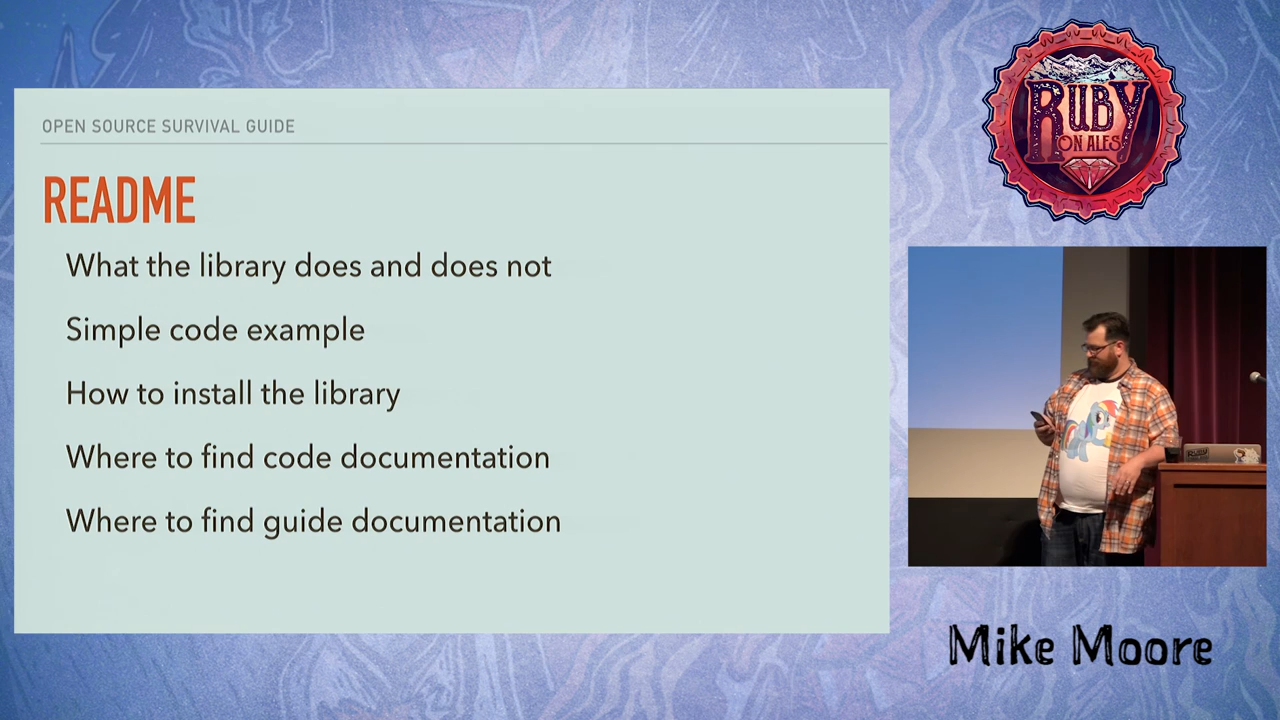 OPEN SOURCE SURVIVAL GUIDE
README
What the library does and does not
Simple code example
How to install the library
Where to find code documentation
Where to find guide documentation
RUBY
ON ALES
Mike Moore